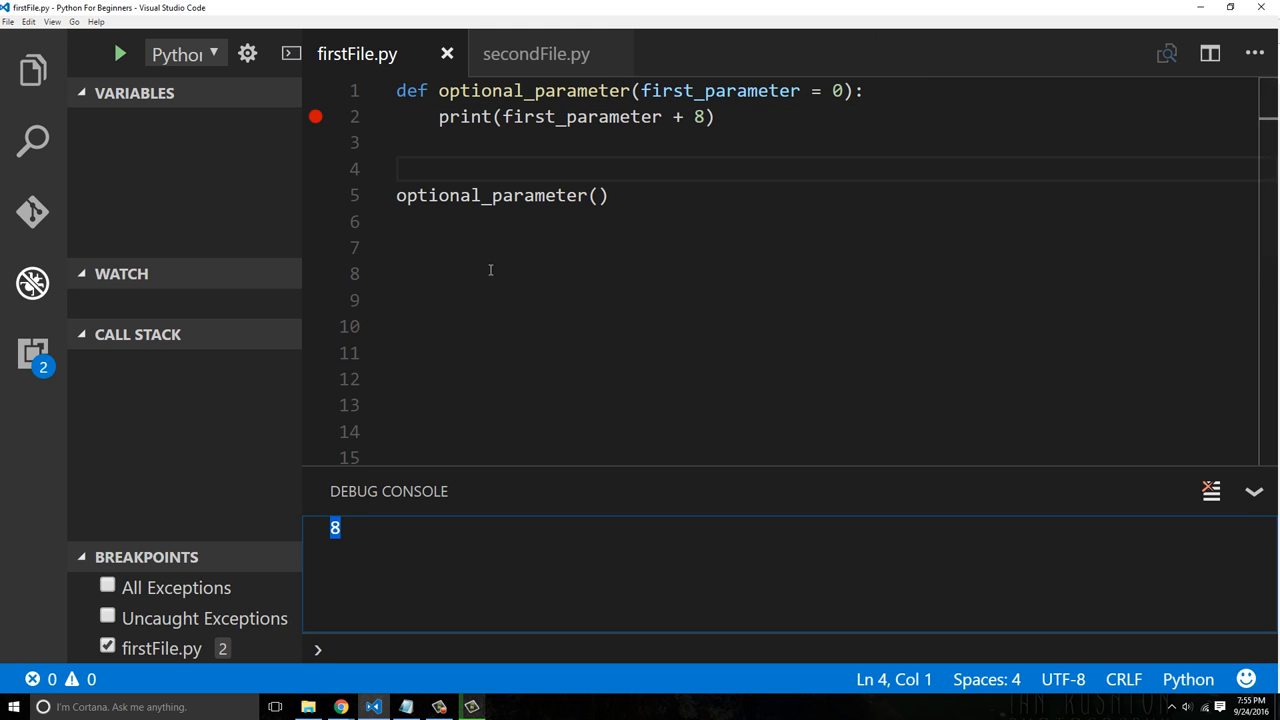 firstFile.py - Python For Beginners - Visual Studio Code
File Edit View Go Help
Python
firstFile.py
secondFile.py
VARIABLES
WATCH
CALL STACK
BREAKPOINTS
All Exceptions
Uncaught Exceptions
firstFile.py 2
2
1 def optional_parameter(first_parameter = 0):
2 print(first_parameter + 8)
3
4
5 optional_parameter()
6
7
8
9
10
11
12
13
14
15
DEBUG CONSOLE
8
0 0
Ln 4, Col 1
Spaces: 4
UTF-8
CRLF
Python
I'm Cortana. Ask me anything.
7:55 PM
9/24/2016